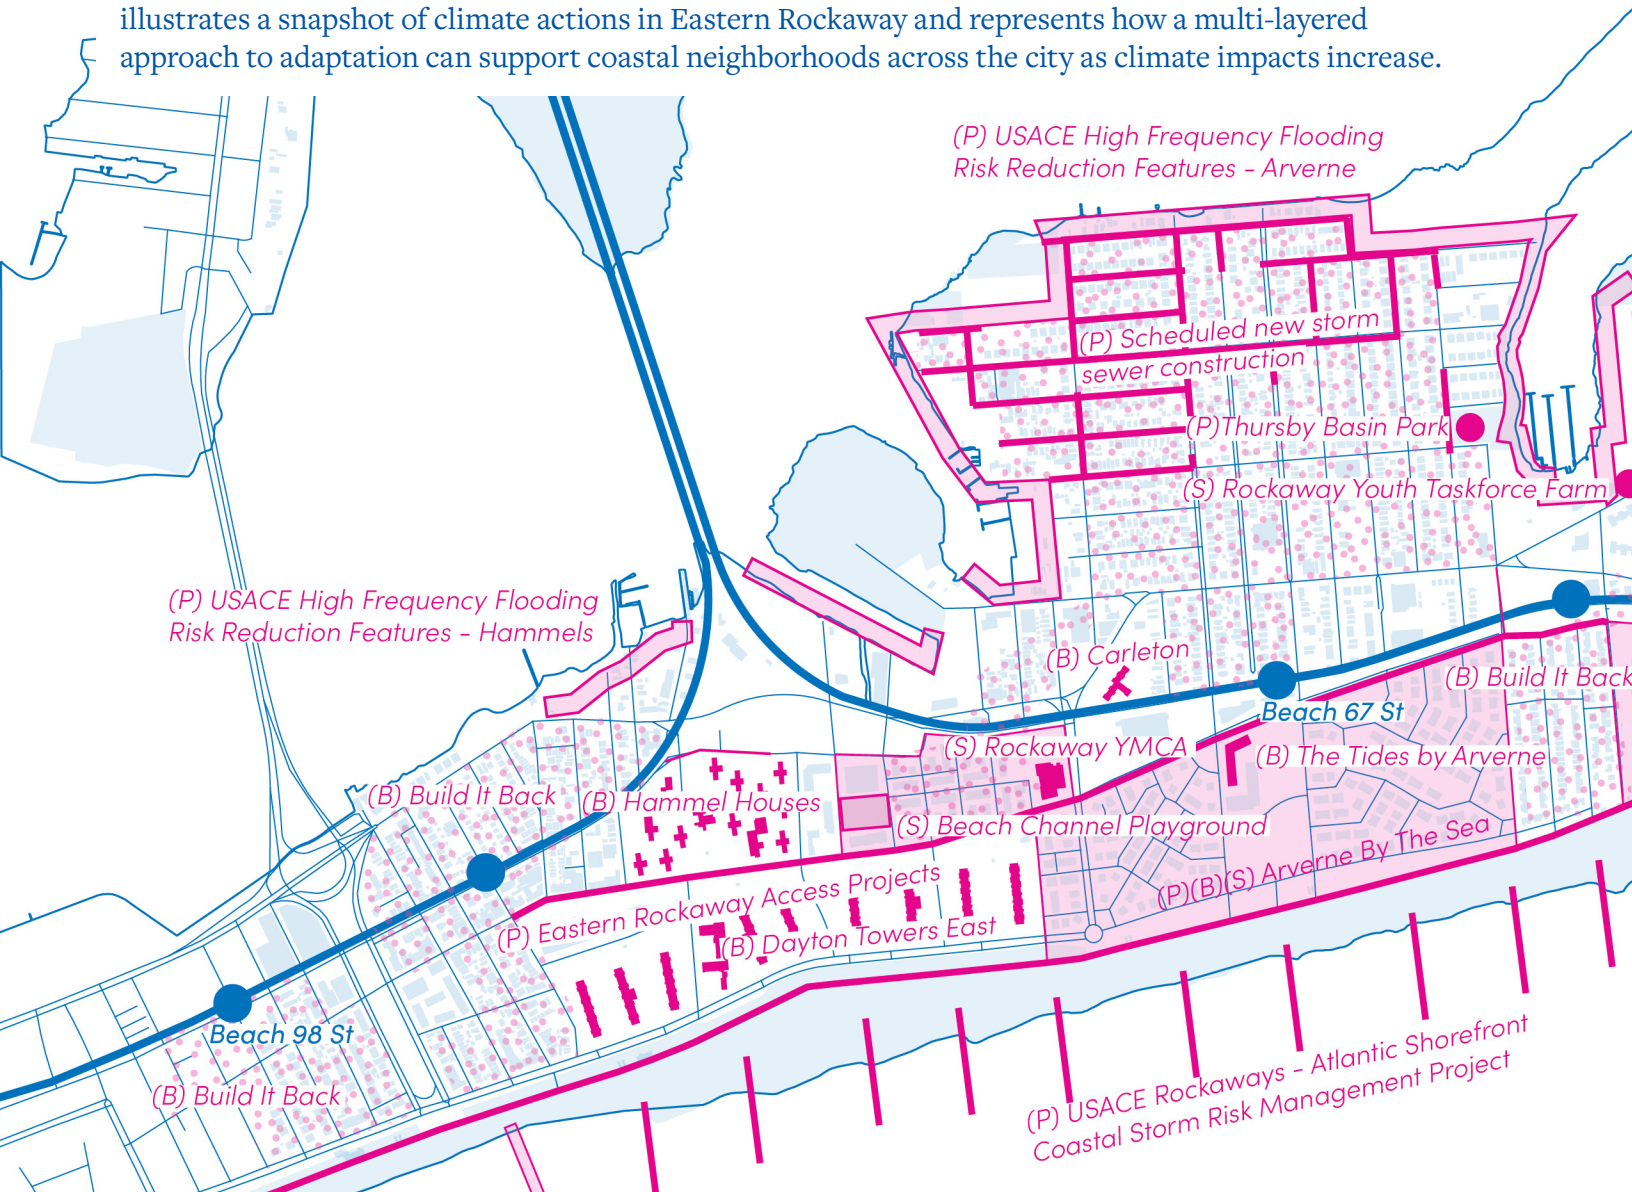 illustrates a snapshot of climate actions in Eastern Rockaway and represents how a multi-layered
approach to adaptation can support coastal neighborhoods across the city as climate impacts increase.
(P) USACE High Frequency Flooding
Risk Reduction Features - Arverne
(P) Scheduled new storm
sewer construction
(P)Thursby Basin Park
(S) Rockaway Youth Taskforce Farm
(P) USACE High Frequency Flooding
Risk Reduction Features - Hammels
(B) Carleton
(B) Build It Back
Beach 67 St
(S) Rockaway YMCA
(B) The Tides by Arverne
(B) Build It Back
(B) Hammel Houses
(S) Beach Channel Playground
(P)(B)(S) Arverne By The Sea
(P) Eastern Rockaway Access Projects
(B) Dayton Towers East
Beach 98 St
(B) Build It Back
(P) USACE Rockaways - Atlantic Shorefront
Coastal Storm Risk Management Project